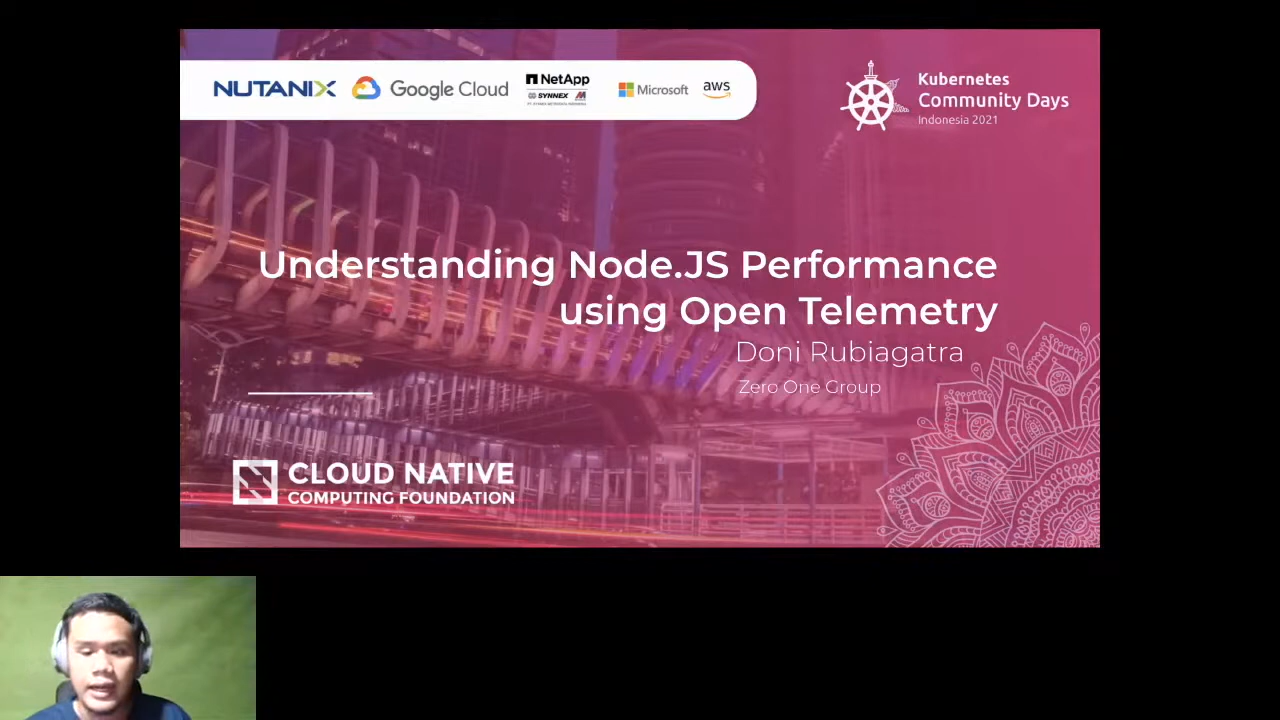 NUTANIX
Google Cloud
NetApp
SYNNEX
Microsoft
aws
Kubernetes
Community Days
Indonesia 2021
Understanding Node.JS Performance
using Open Telemetry
Doni Rubiagatra
Zero One Group
CLOUD NATIVE
COMPUTING FOUNDATION